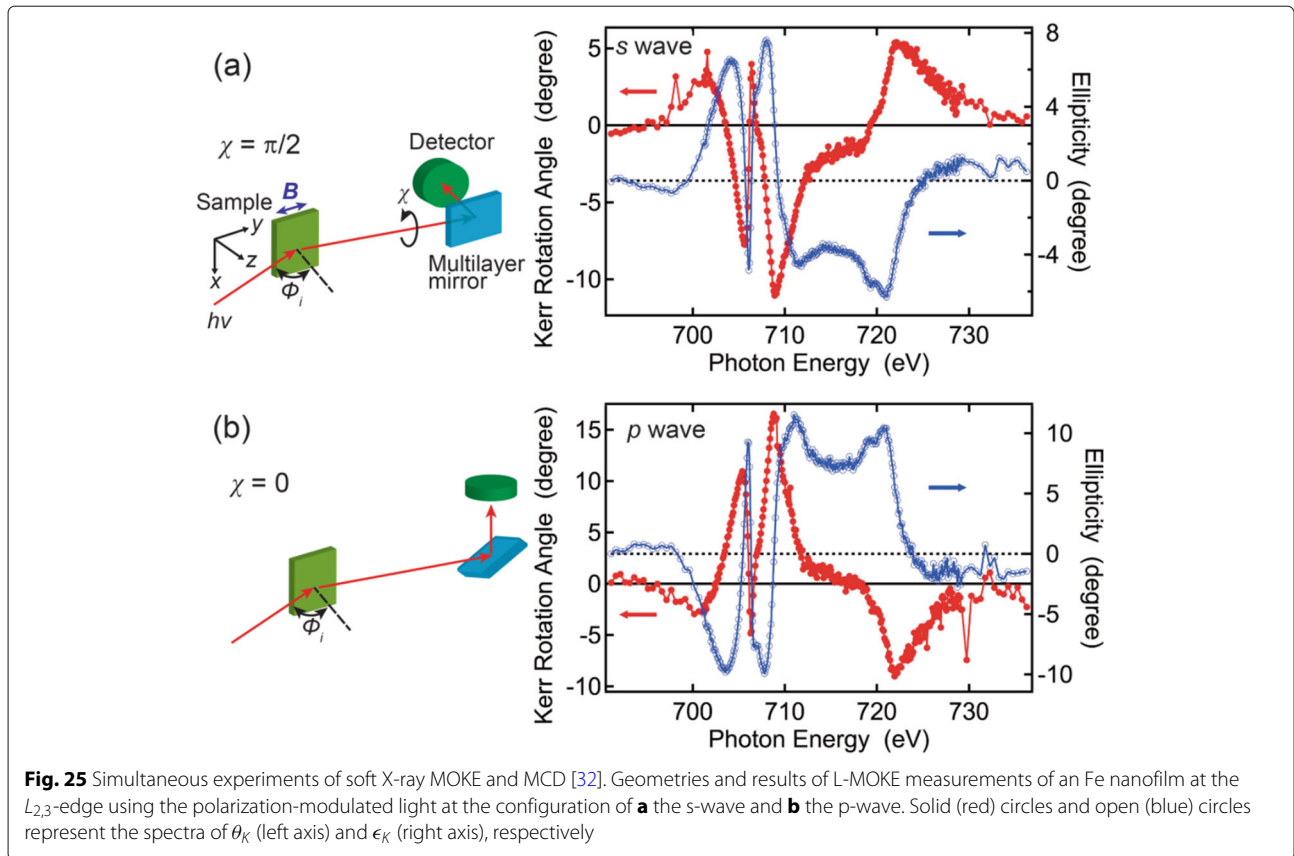 (a)
χ = π/2
Sample
B
y
z
x
Φi
hν
Detector
χ
Multilayer
mirror
s wave
Kerr Rotation Angle (degree)
5
0
-5
-10
8
4
0
-4
Ellipticity (degree)
700
710
720
730
Photon Energy (eV)
(b)
χ = 0
Φi
p wave
Kerr Rotation Angle (degree)
15
10
5
0
-5
-10
10
5
0
-5
-10
Ellipticity (degree)
700
710
720
730
Photon Energy (eV)
Fig. 25 Simultaneous experiments of soft X-ray MOKE and MCD [32]. Geometries and results of L-MOKE measurements of an Fe nanofilm at the
L2,3-edge using the polarization-modulated light at the configuration of a the s-wave and b the p-wave. Solid (red) circles and open (blue) circles
represent the spectra of θK (left axis) and ϵK (right axis), respectively